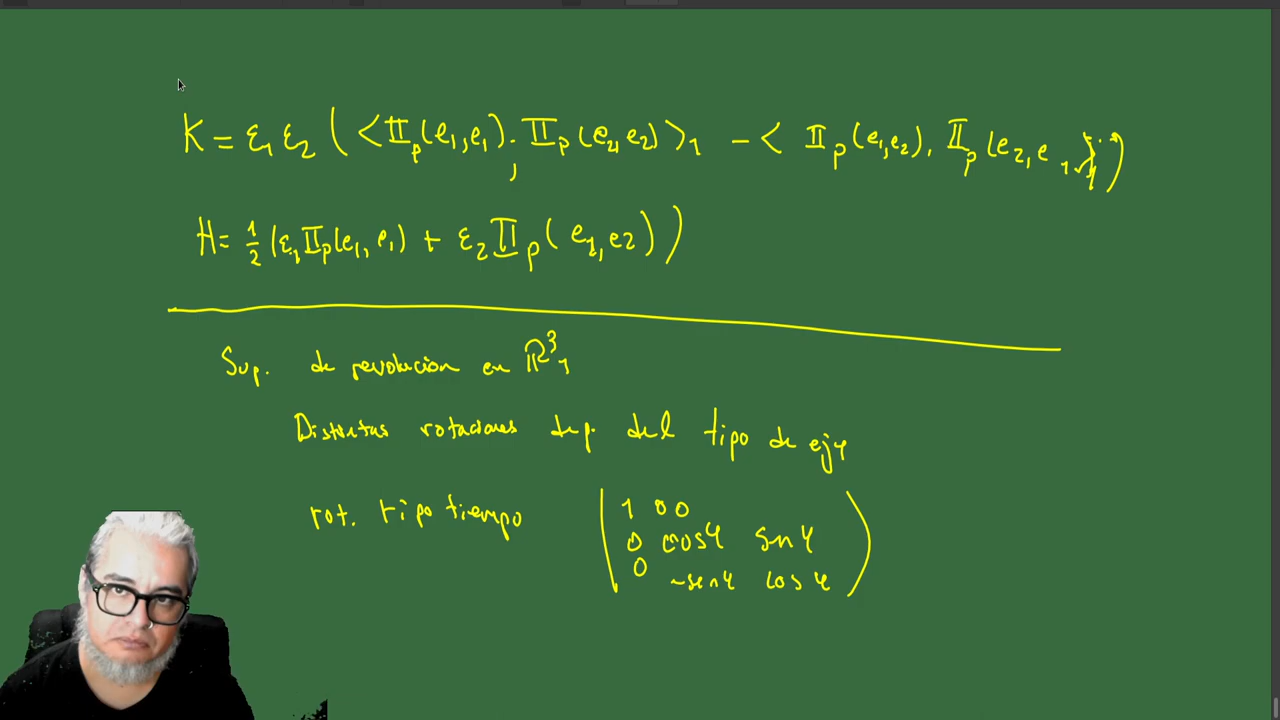 K = ε₁ ε₂ ( < II_p(e₁,e₁), II_p(e₂,e₂) >₁ - < II_p(e₁,e₂), II_p(e₂,e₁) >₁ )
H = 1/2 (ε₁ II_p(e₁,e₁) + ε₂ II_p(e₂,e₂))
Sup. de revolución en ℝ³₁
Distintas rotaciones dep. del tipo de eje
rot. tipo tiempo
1 0 0
0 cos φ sen φ
0 -sen φ cos φ